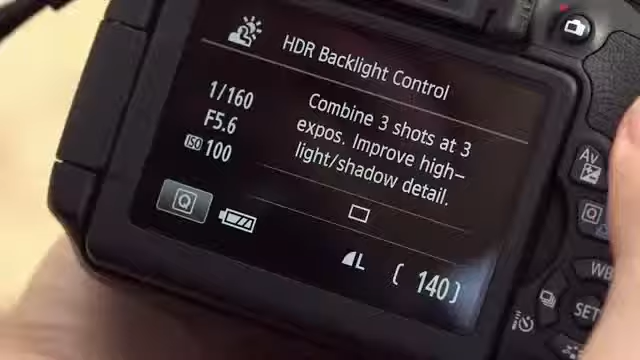 HDR Backlight Control
1/160
F5.6
ISO 100
Combine 3 shots at 3
expos. Improve high-
light/shadow detail.
Q
L
[ 140]
Av
Q
WB
SET